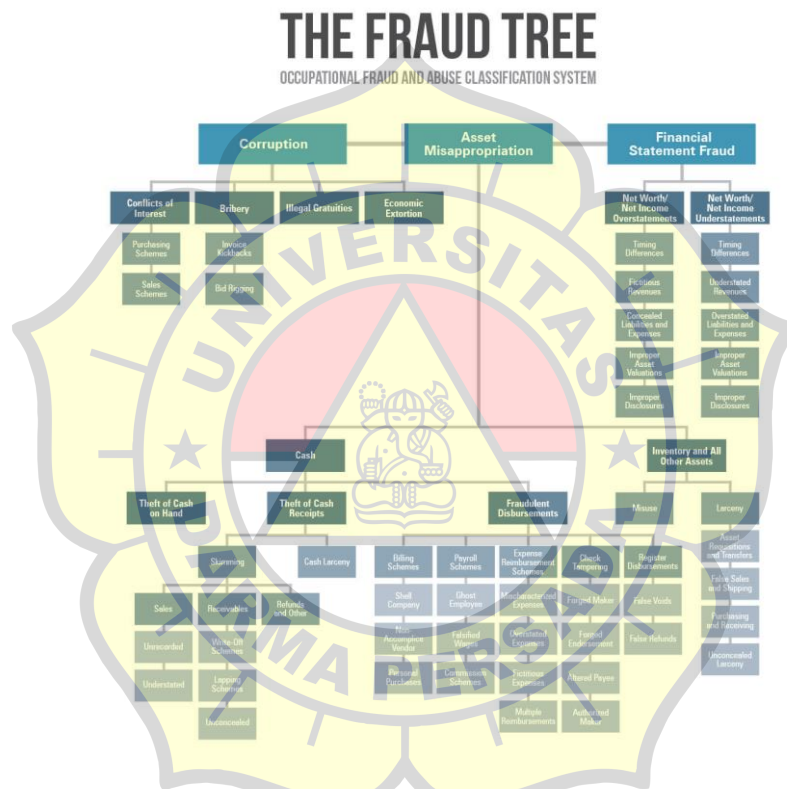 THE FRAUD TREE
OCCUPATIONAL FRAUD AND ABUSE CLASSIFICATION SYSTEM
Corruption
Asset
Misappropriation
Financial
Statement Fraud
Conflicts of
Interest
Bribery
Illegal Gratuities
Economic
Extortion
Net Worth/
Net Income
Overstatements
Net Worth/
Net Income
Understatements
Purchasing
Schemes
Invoice
Kickbacks
Timing
Differences
Timing
Differences
Sales
Schemes
Bid Rigging
Fictitious
Revenues
Understated
Revenues
Concealed
Liabilities and
Expenses
Overstated
Liabilities and
Expenses
Improper
Asset
Valuations
Improper
Asset
Valuations
Improper
Disclosures
Improper
Disclosures
UNIVERSITAS
DARMA PERSADA
Cash
Inventory and All
Other Assets
Theft of Cash
on Hand
Theft of Cash
Receipts
Fraudulent
Disbursements
Misuse
Larceny
Skimming
Cash Larceny
Billing
Schemes
Payroll
Schemes
Expense
Reimbursement
Schemes
Check
Tampering
Register
Disbursements
Asset
Requisitions
and Transfers
Sales
Receivables
Refunds
and Other
Shell
Company
Ghost
Employee
Mischaracterized
Expenses
Forged Maker
False Voids
False Sales
and Shipping
Unrecorded
Write-Off
Schemes
Non-
Accomplice
Vendor
Falsified
Wages
Overstated
Expenses
Forged
Endorsement
False Refunds
Purchasing
and Receiving
Understated
Lapping
Schemes
Personal
Purchases
Commission
Schemes
Fictitious
Expenses
Altered Payee
Unconcealed
Larceny
Unconcealed
Multiple
Reimbursements
Authorized
Maker